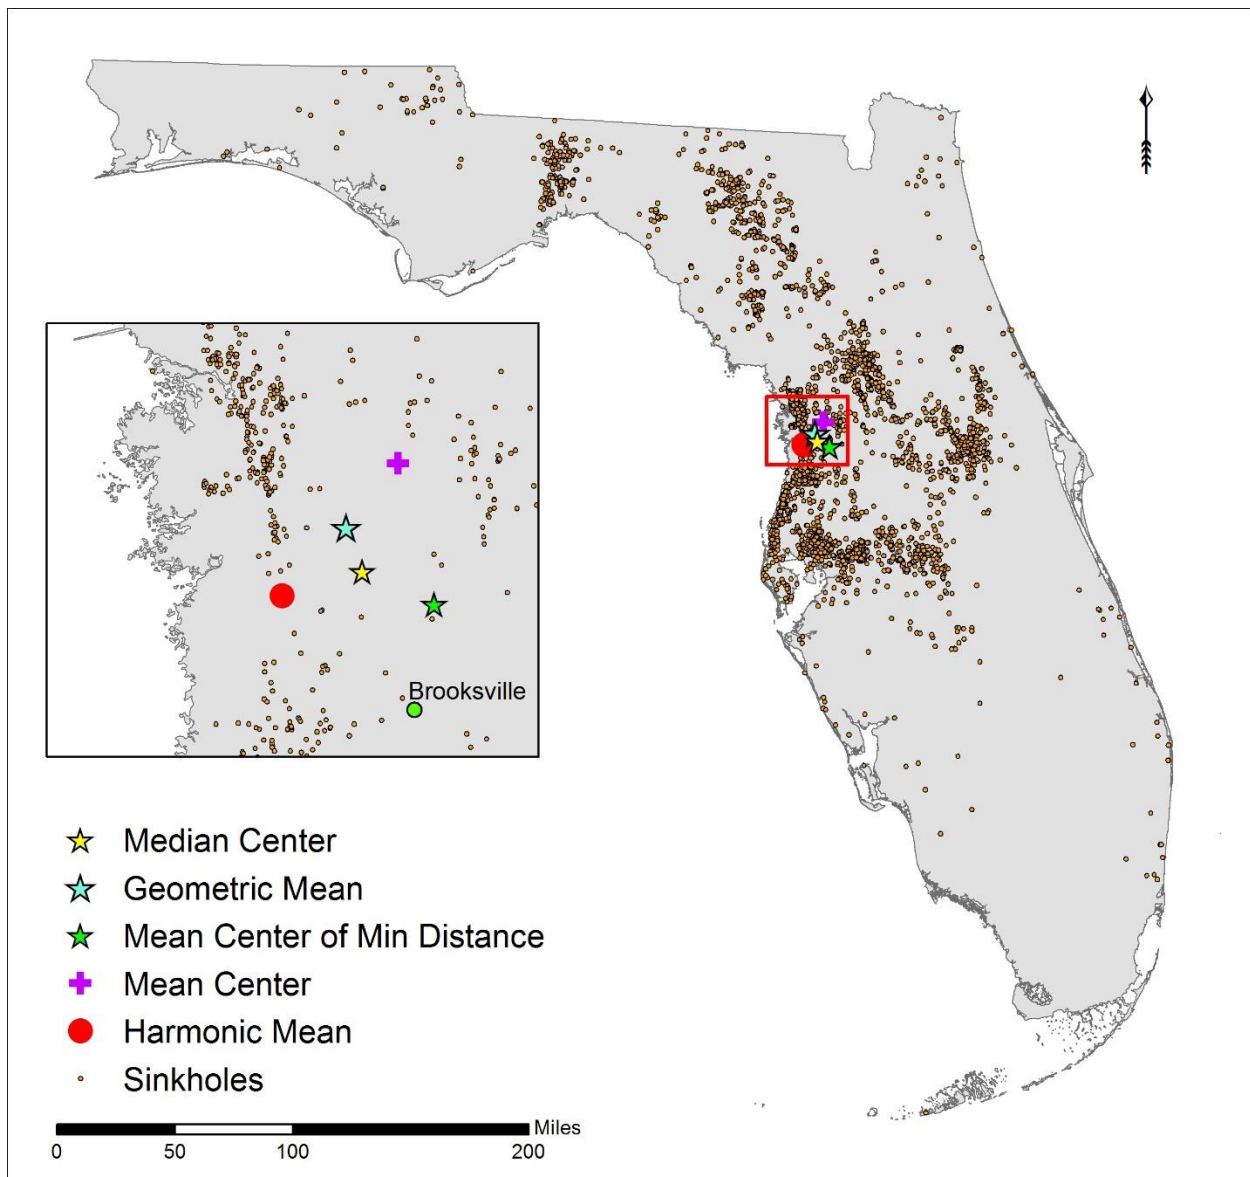 Brooksville
Median Center
Geometric Mean
Mean Center of Min Distance
Mean Center
Harmonic Mean
Sinkholes
Miles
0 50 100 200